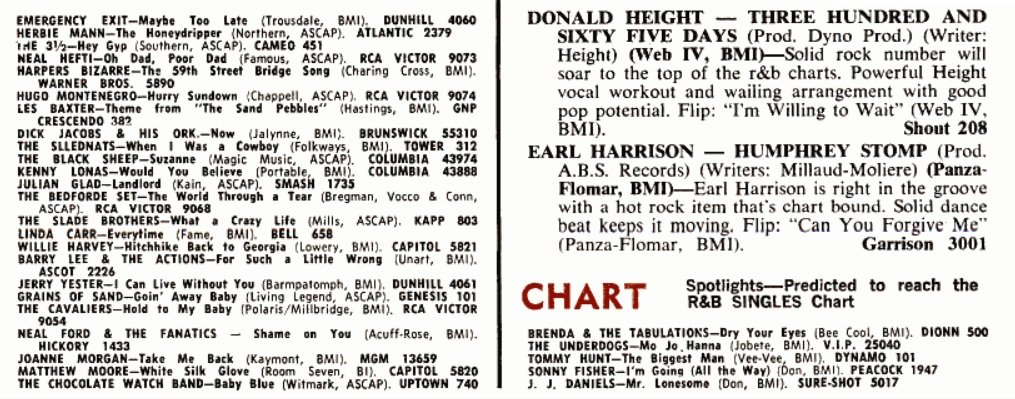 EMERGENCY EXIT—Maybe Too Late (Trousdale, BMI). DUNHILL 4060
HERBIE MANN—The Honeydripper (Northern, ASCAP). ATLANTIC 2379
THE 3½—Hey Gyp (Southern, ASCAP). CAMEO 451
NEAL HEFTI—Oh Dad, Poor Dad (Famous, ASCAP). RCA VICTOR 9073
HARPERS BIZARRE—The 59th Street Bridge Song (Charing Cross, BMI).
WARNER BROS. 5890
HUGO MONTENEGRO—Hurry Sundown (Chappell, ASCAP). RCA VICTOR 9074
LES BAXTER—Theme from "The Sand Pebbles" (Hastings, BMI). GNP
CRESCENDO 382
DICK JACOBS & HIS ORK.—Now (Jalynne, BMI). BRUNSWICK 55310
THE SLLEDNATS—When I Was a Cowboy (Folkways, BMI). TOWER 312
THE BLACK SHEEP—Suzanne (Magic Music, ASCAP). COLUMBIA 43974
KENNY LONAS—Would You Believe (Portable, BMI). COLUMBIA 43888
JULIAN GLAD—Landlord (Kain, ASCAP). SMASH 1735
THE BEDFORDE SET—The World Through a Tear (Bregman, Vocco & Conn,
ASCAP). RCA VICTOR 9068
THE SLADE BROTHERS—What a Crazy Life (Mills, ASCAP). KAPP 803
LINDA CARR—Everytime (Fame, BMI). BELL 658
WILLIE HARVEY—Hitchhike Back to Georgia (Lowery, BMI). CAPITOL 5821
BARRY LEE & THE ACTIONS—For Such a Little Wrong (Unart, BMI).
ASCOT 2226
JERRY YESTER—I Can Live Without You (Barmpatomph, BMI). DUNHILL 4061
GRAINS OF SAND—Goin' Away Baby (Living Legend, ASCAP). GENESIS 101
THE CAVALIERS—Hold to My Baby (Polaris/Millbridge, BMI). RCA VICTOR
9054
NEAL FORD & THE FANATICS — Shame on You (Acuff-Rose, BMI).
HICKORY 1433
JOANNE MORGAN—Take Me Back (Kaymont, BMI). MGM 13659
MATTHEW MOORE—White Silk Glove (Room Seven, BI). CAPITOL 5820
THE CHOCOLATE WATCH BAND—Baby Blue (Witmark, ASCAP). UPTOWN 740
DONALD HEIGHT — THREE HUNDRED AND
SIXTY FIVE DAYS (Prod. Dyno Prod.) (Writer:
Height) (Web IV, BMI)—Solid rock number will
soar to the top of the r&b charts. Powerful Height
vocal workout and wailing arrangement with good
pop potential. Flip: "I'm Willing to Wait" (Web IV,
BMI). Shout 208
EARL HARRISON — HUMPHREY STOMP (Prod.
A.B.S. Records) (Writers: Millaud-Moliere) (Panza-
Flomar, BMI)—Earl Harrison is right in the groove
with a hot rock item that's chart bound. Solid dance
beat keeps it moving. Flip: "Can You Forgive Me"
(Panza-Flomar, BMI). Garrison 3001
CHART Spotlights—Predicted to reach the
R&B SINGLES Chart
BRENDA & THE TABULATIONS—Dry Your Eyes (Bee Cool, BMI). DIONN 500
THE UNDERDOGS—Mo Jo Hanna (Jobete, BMI). V.I.P. 25040
TOMMY HUNT—The Biggest Man (Vee-Vee, BMI). DYNAMO 101
SONNY FISHER—I'm Going (All the Way) (Don, BMI). PEACOCK 1947
J. J. DANIELS—Mr. Lonesome (Don, BMI). SURE-SHOT 5017